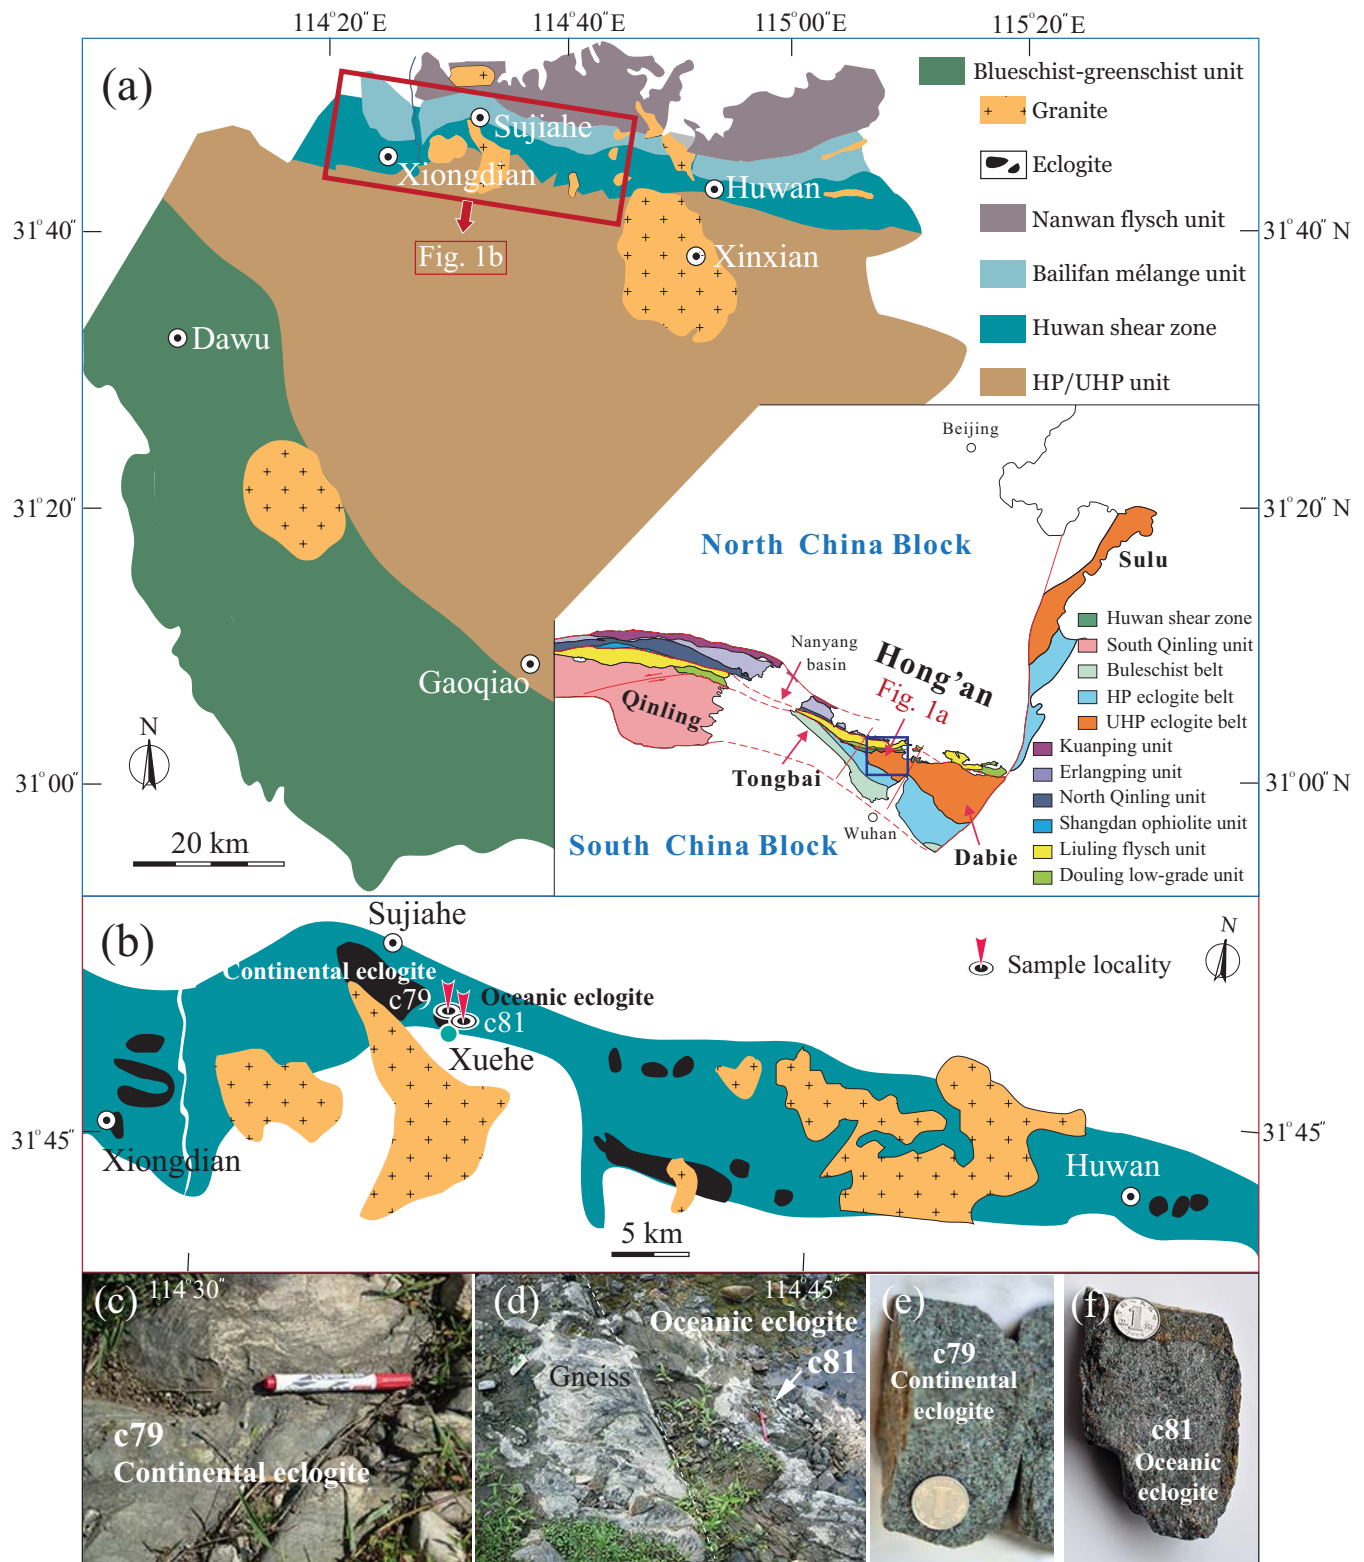 114°20″E
114°40″E
115°00″E
115°20″E
(a)
Blueschist-greenschist unit
Granite
Eclogite
Nanwan flysch unit
Bailifan mélange unit
Huwan shear zone
HP/UHP unit
Sujiahe
Xiongdian
Huwan
Xinxian
Fig. 1b
Dawu
Gaoqiao
31°40″
31°40″ N
31°20″
31°20″ N
31°00″
31°00″ N
N
20 km
Beijing
North China Block
Sulu
Nanyang
basin
Hong'an
Fig. 1a
Qinling
Tongbai
Wuhan
South China Block
Dabie
Huwan shear zone
South Qinling unit
Buleschist belt
HP eclogite belt
UHP eclogite belt
Kuanping unit
Erlangping unit
North Qinling unit
Shangdan ophiolite unit
Liuling flysch unit
Douling low-grade unit
(b)
Sujiahe
N
Sample locality
Continental eclogite
c79
Oceanic eclogite
c81
Xuehe
31°45″
31°45″
Xiongdian
Huwan
5 km
(c)
114°30″
c79
Continental eclogite
(d)
114°45″
Oceanic eclogite
c81
Gneiss
(e)
c79
Continental
eclogite
(f)
1
c81
Oceanic
eclogite